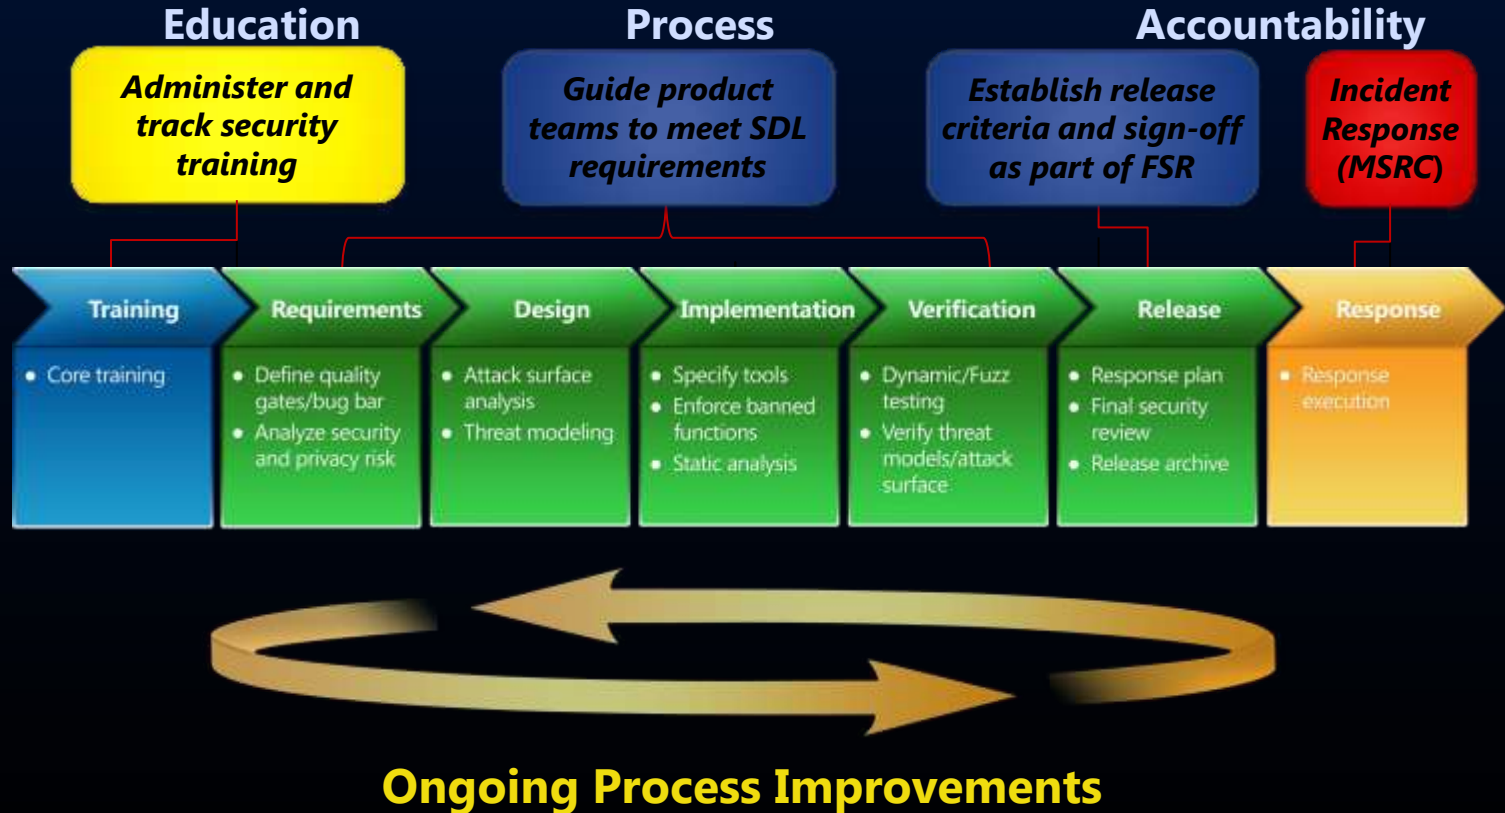 Education
Process
Accountability
Administer and
track security
training
Guide product
teams to meet SDL
requirements
Establish release
criteria and sign-off
as part of FSR
Incident
Response
(MSRC)
Training
Requirements
Design
Implementation
Verification
Release
Response
• Core training
• Define quality
gates/bug bar
• Analyze security
and privacy risk
• Attack surface
analysis
• Threat modeling
• Specify tools
• Enforce banned
functions
• Static analysis
• Dynamic/Fuzz
testing
• Verify threat
models/attack
surface
• Response plan
• Final security
review
• Release archive
• Response
execution
Ongoing Process Improvements